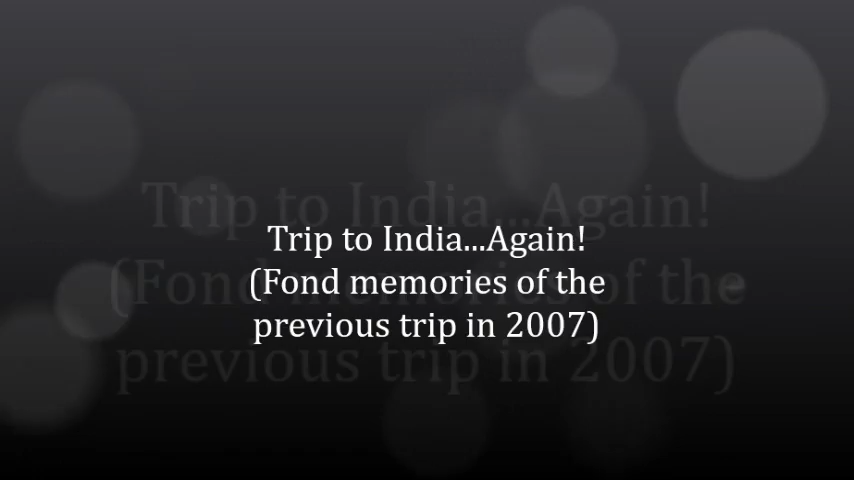 Trip to India...Again!
(Fond memories of the
previous trip in 2007)